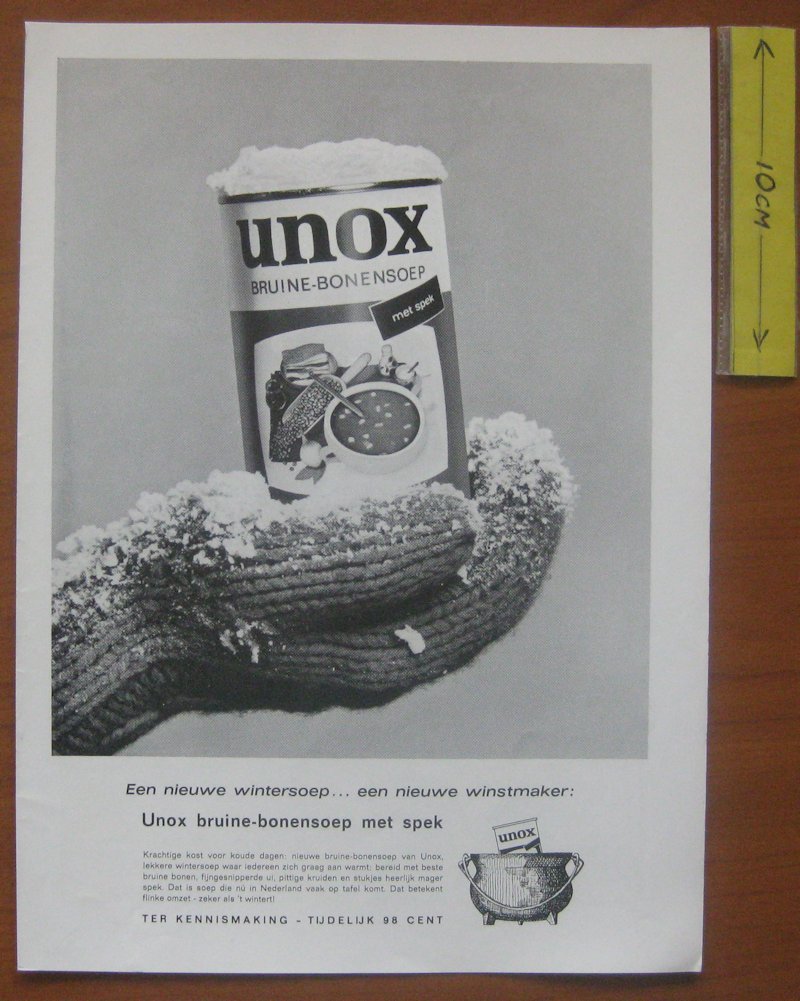 10CM
unox
BRUINE-BONENSOEP
met spek
Een nieuwe wintersoep... een nieuwe winstmaker:
Unox bruine-bonensoep met spek
unox
Krachtige kost voor koude dagen: nieuwe bruine-bonensoep van Unox,
lekkere wintersoep waar iedereen zich graag aan warmt: bereid met beste
bruine bonen, fijngesnipperde ui, pittige kruiden en stukjes heerlijk mager
spek. Dat is soep die nú in Nederland vaak op tafel komt. Dat betekent
flinke omzet - zeker als 't wintert!
TER KENNISMAKING - TIJDELIJK 98 CENT